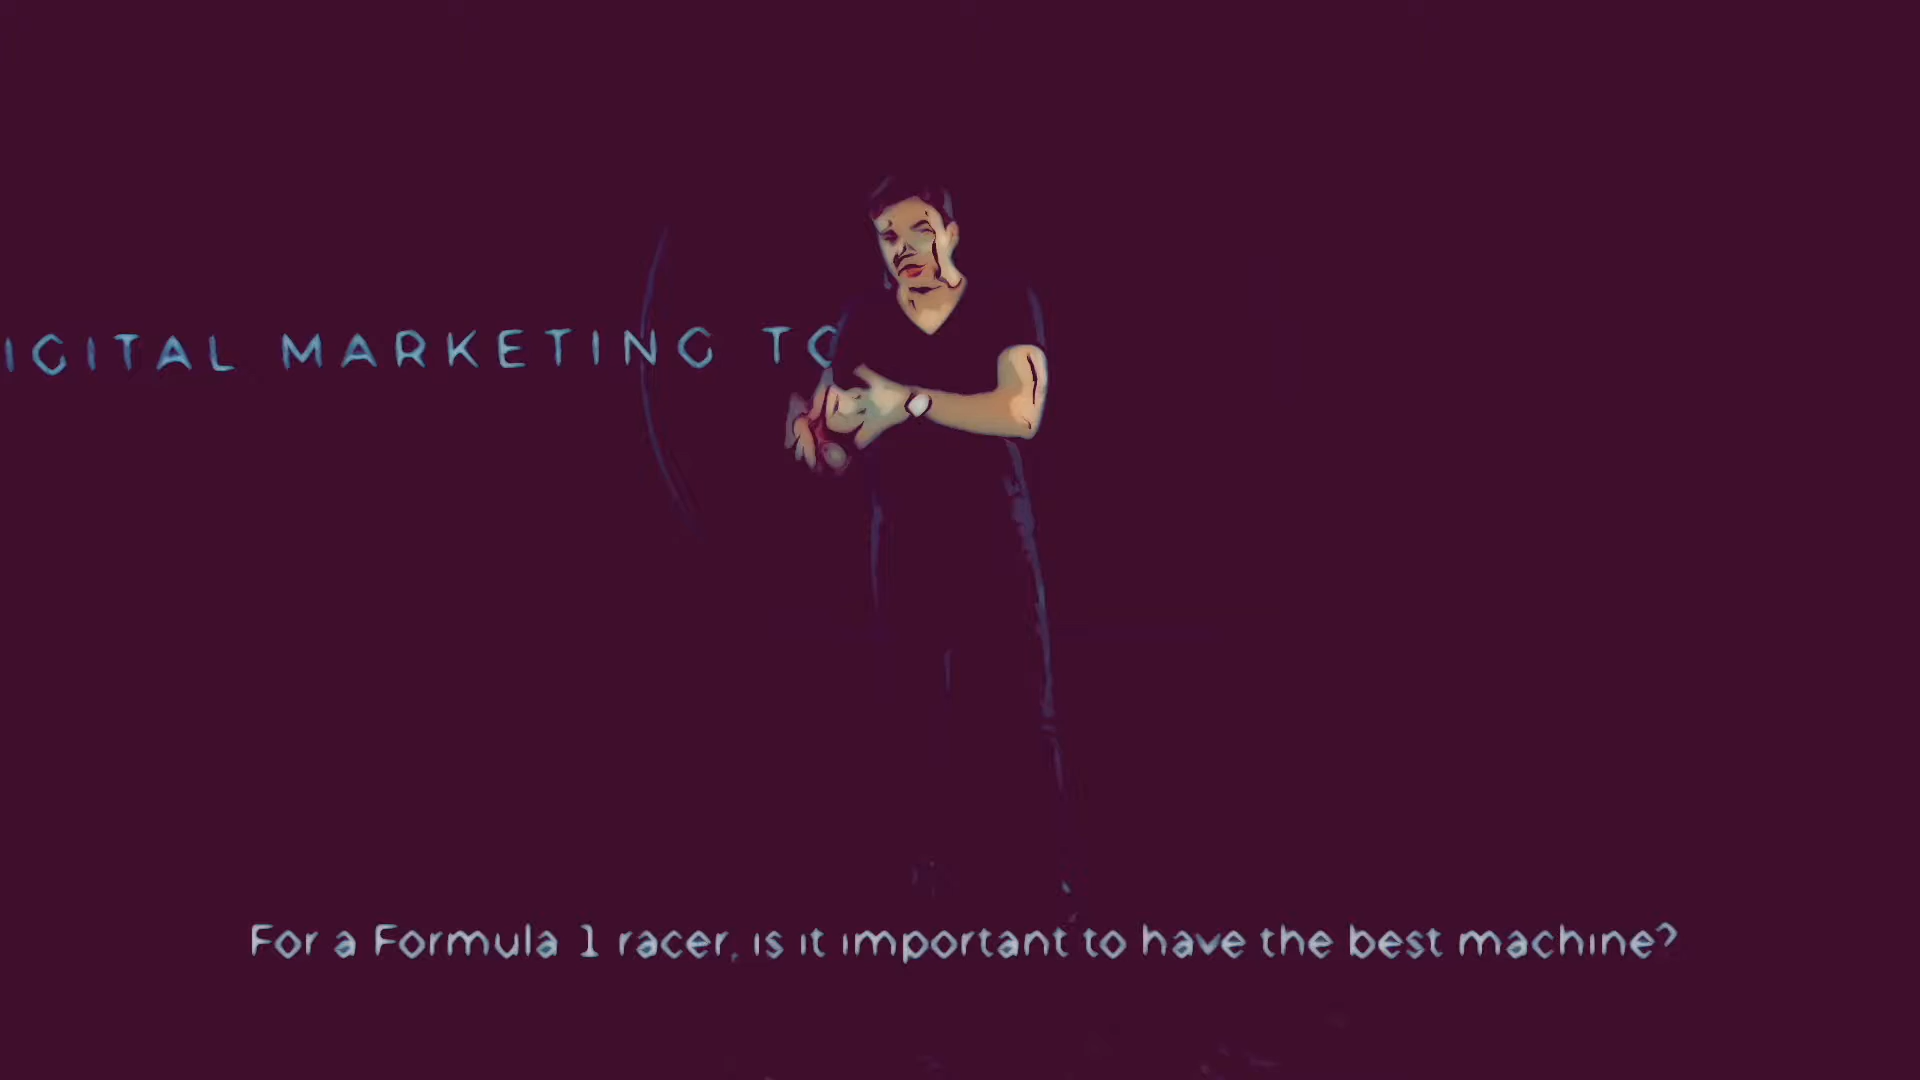 IGITAL MARKETING TO
For a Formula 1 racer, is it important to have the best machine?